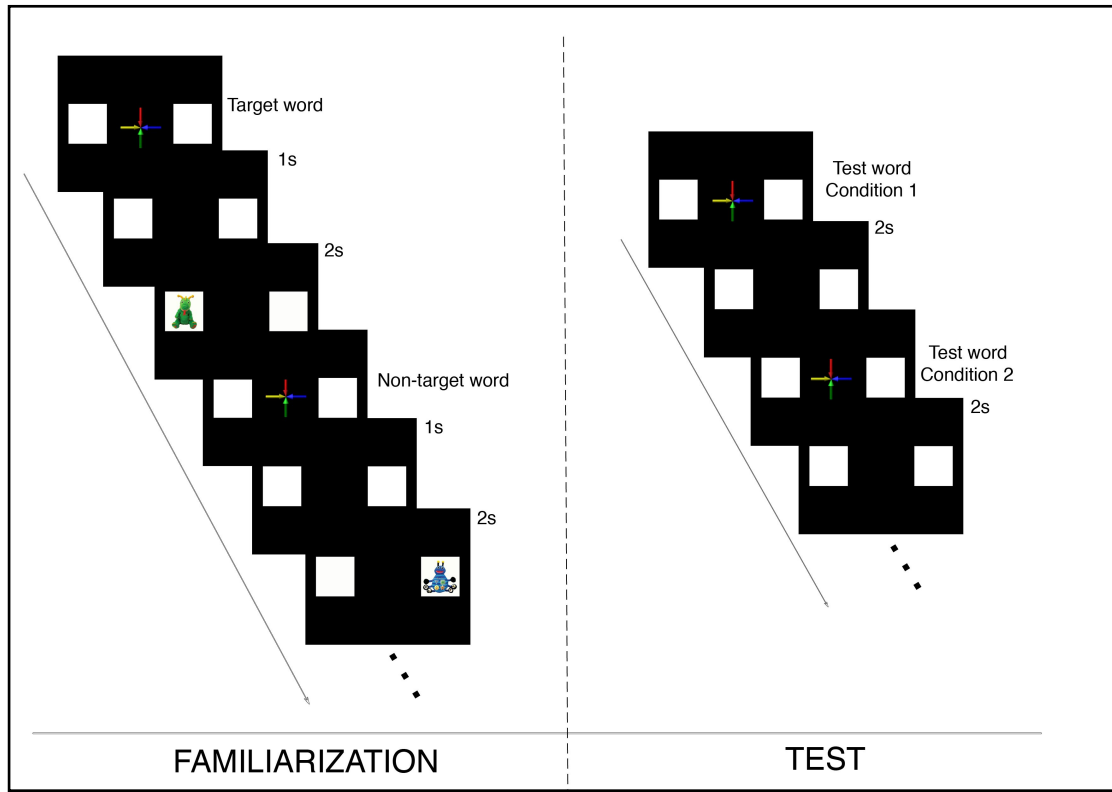 Target word
1s
2s
Non-target word
1s
2s
FAMILIARIZATION
Test word
Condition 1
2s
Test word
Condition 2
2s
TEST